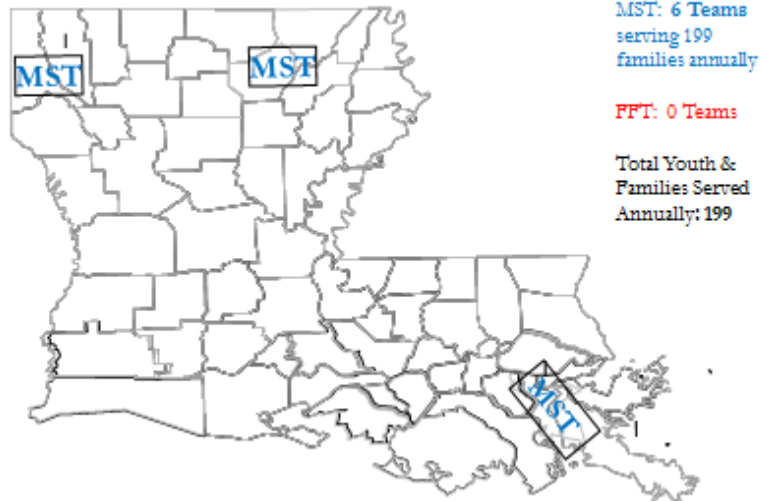 MST: 6 Teams
serving 199
families annually
FFT: 0 Teams
Total Youth &
Families Served
Annually: 199
MST
MST
MST